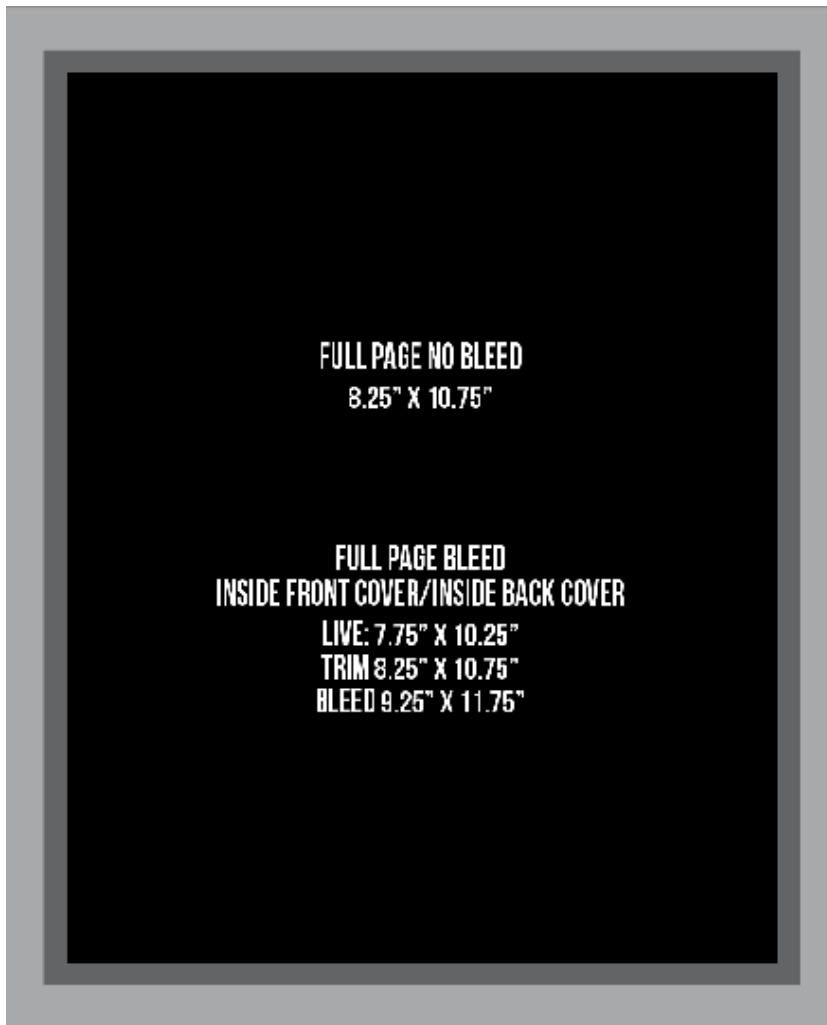 FULL PAGE NO BLEED
8.25" X 10.75"
FULL PAGE BLEED
INSIDE FRONT COVER/INSIDE BACK COVER
LIVE: 7.75" X 10.25"
TRIM 8.25" X 10.75"
BLEED 9.25" X 11.75"